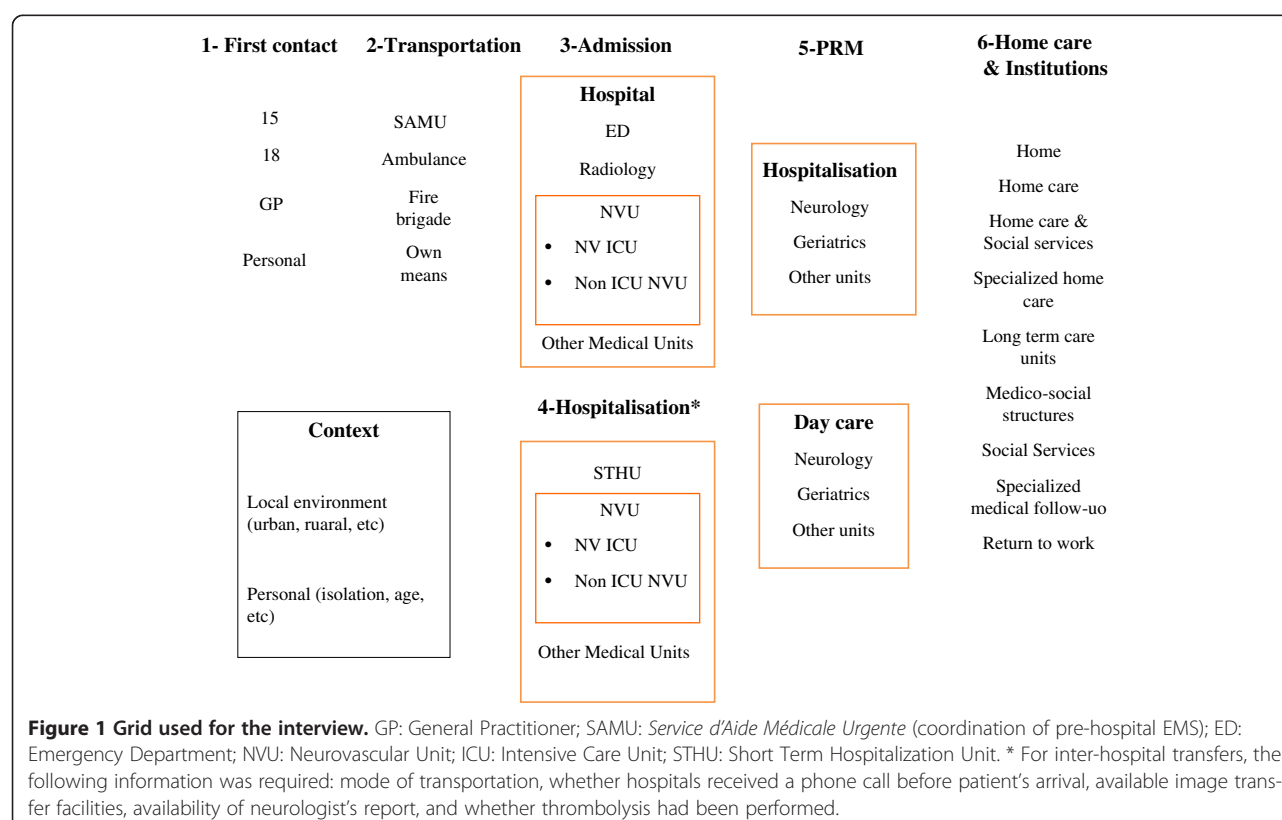 1- First contact
2-Transportation
3-Admission
5-PRM
6-Home care
& Institutions
15
18
GP
Personal
SAMU
Ambulance
Fire
brigade
Own
means
Hospital
ED
Radiology
NVU
• NV ICU
• Non ICU NVU
Other Medical Units
Hospitalisation
Neurology
Geriatrics
Other units
Home
Home care
Home care &
Social services
Specialized home
care
Long term care
units
Medico-social
structures
Social Services
Specialized
medical follow-uo
Return to work
Context
Local environment
(urban, ruaral, etc)
Personal (isolation, age,
etc)
4-Hospitalisation*
STHU
NVU
• NV ICU
• Non ICU NVU
Other Medical Units
Day care
Neurology
Geriatrics
Other units
Figure 1 Grid used for the interview. GP: General Practitioner; SAMU: Service d'Aide Médicale Urgente (coordination of pre-hospital EMS); ED:
Emergency Department; NVU: Neurovascular Unit; ICU: Intensive Care Unit; STHU: Short Term Hospitalization Unit. * For inter-hospital transfers, the
following information was required: mode of transportation, whether hospitals received a phone call before patient's arrival, available image trans-
fer facilities, availability of neurologist's report, and whether thrombolysis had been performed.